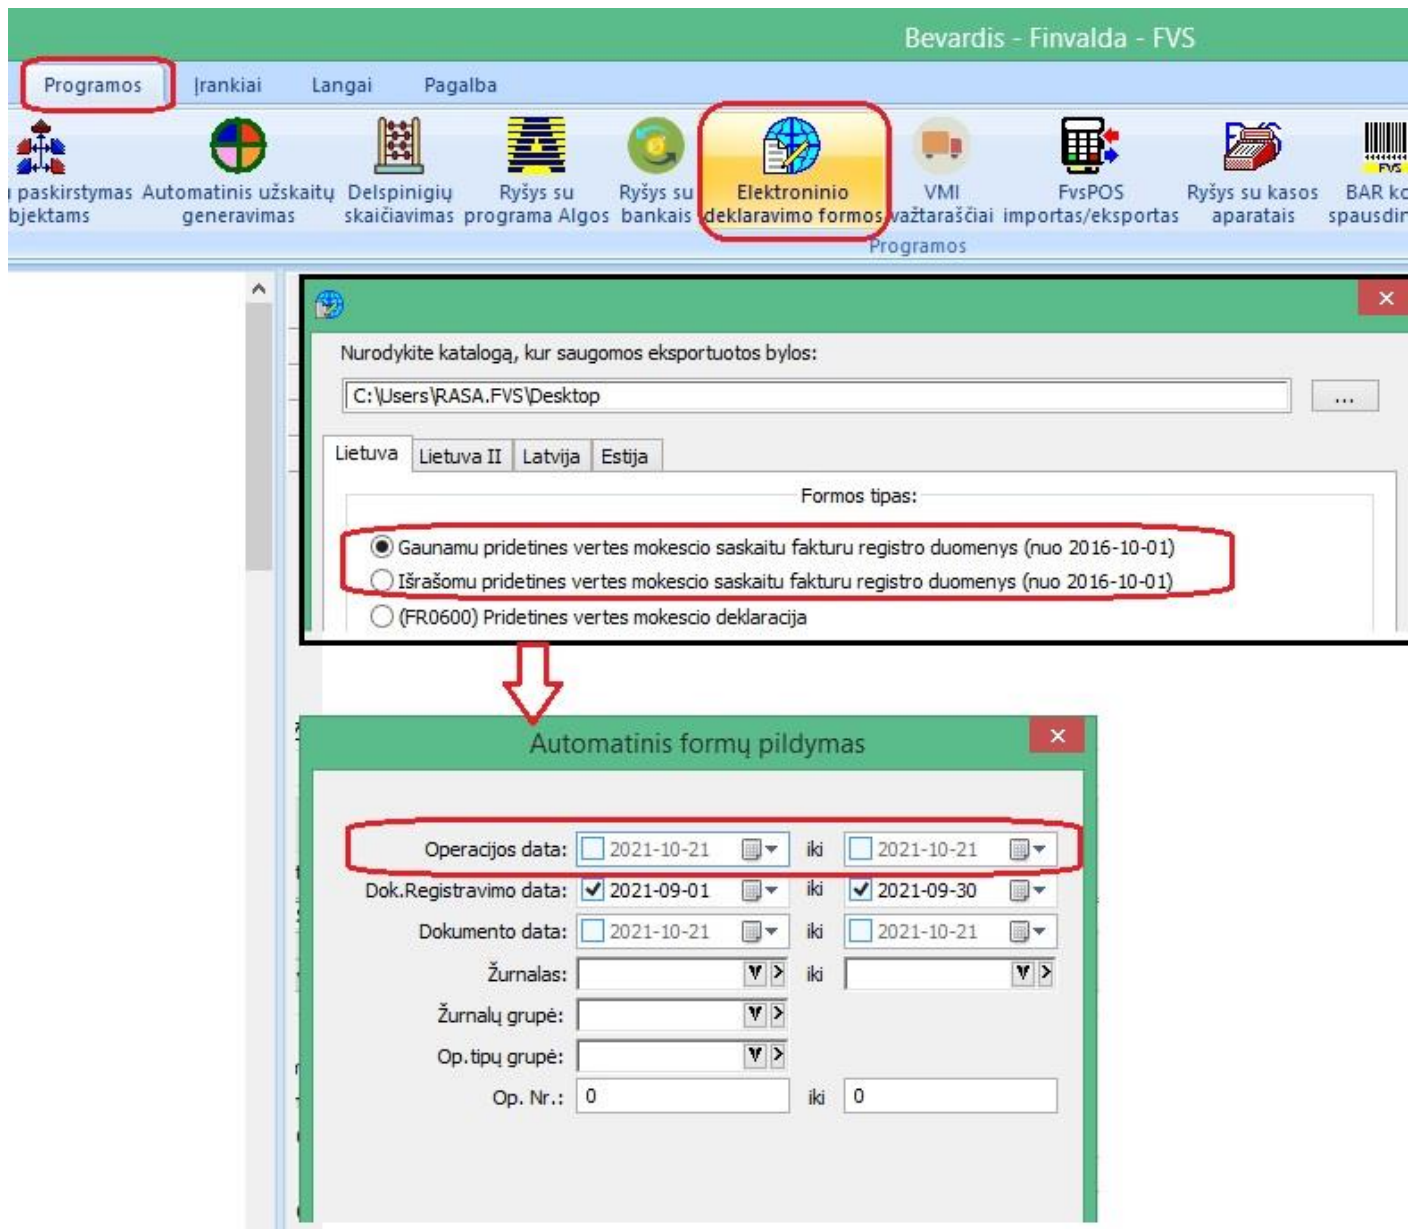 Bevardis - Finvalda - FVS
Programos Įrankiai Langai Pagalba
paskirstymas Automatinis užskaitų Delspinigių Ryšys su Ryšys su Elektroninio VMI FvsPOS Ryšys su kasos BAR
bjektams generavimas skaičiavimas programa Algos bankais deklaravimo formos važtaraščiai importas/eksportas aparatais spausdin
Programos
Nurodykite katalogą, kur saugomos eksportuotos bylos:
C:\Users\RASA.FVS\Desktop ...
Lietuva Lietuva II Latvija Estija
Formos tipas:
Gaunamu pridetines vertes mokescio saskaitu fakturu registro duomenys (nuo 2016-10-01)
Išrašomu pridetines vertes mokescio saskaitu fakturu registro duomenys (nuo 2016-10-01)
(FR0600) Pridetines vertes mokescio deklaracija
Automatinis formų pildymas
Operacijos data: 2021-10-21 iki 2021-10-21
Dok.Registravimo data: 2021-09-01 iki 2021-09-30
Dokumento data: 2021-10-21 iki 2021-10-21
Žurnalas: iki
Žurnalų grupė:
Op.tipų grupė:
Op. Nr.: 0 iki 0